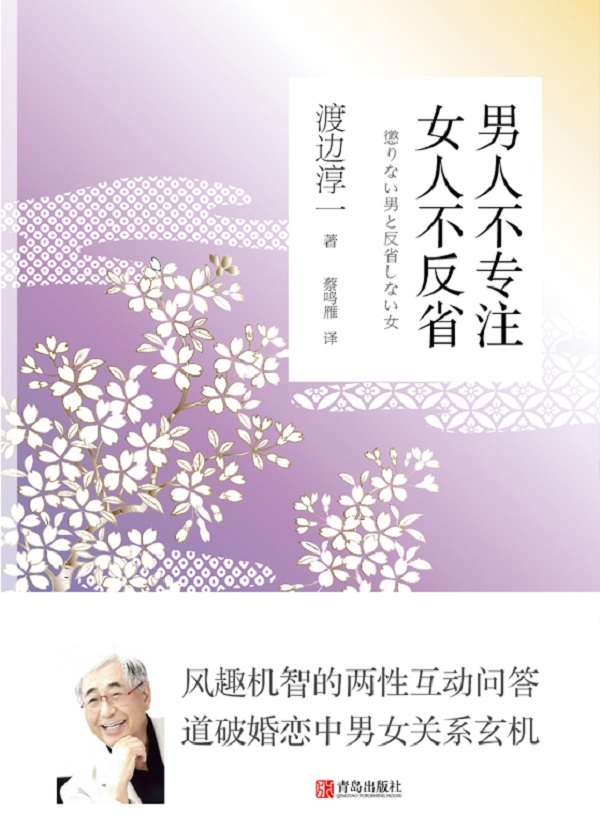 男人不专注
女人不反省
懲りない男と反省しない女
渡边淳一 著
蔡鸣雁 译
风趣机智的两性互动问答
道破婚恋中男女关系玄机
青岛出版社
QINGDAO PUBLISHING HOUSE